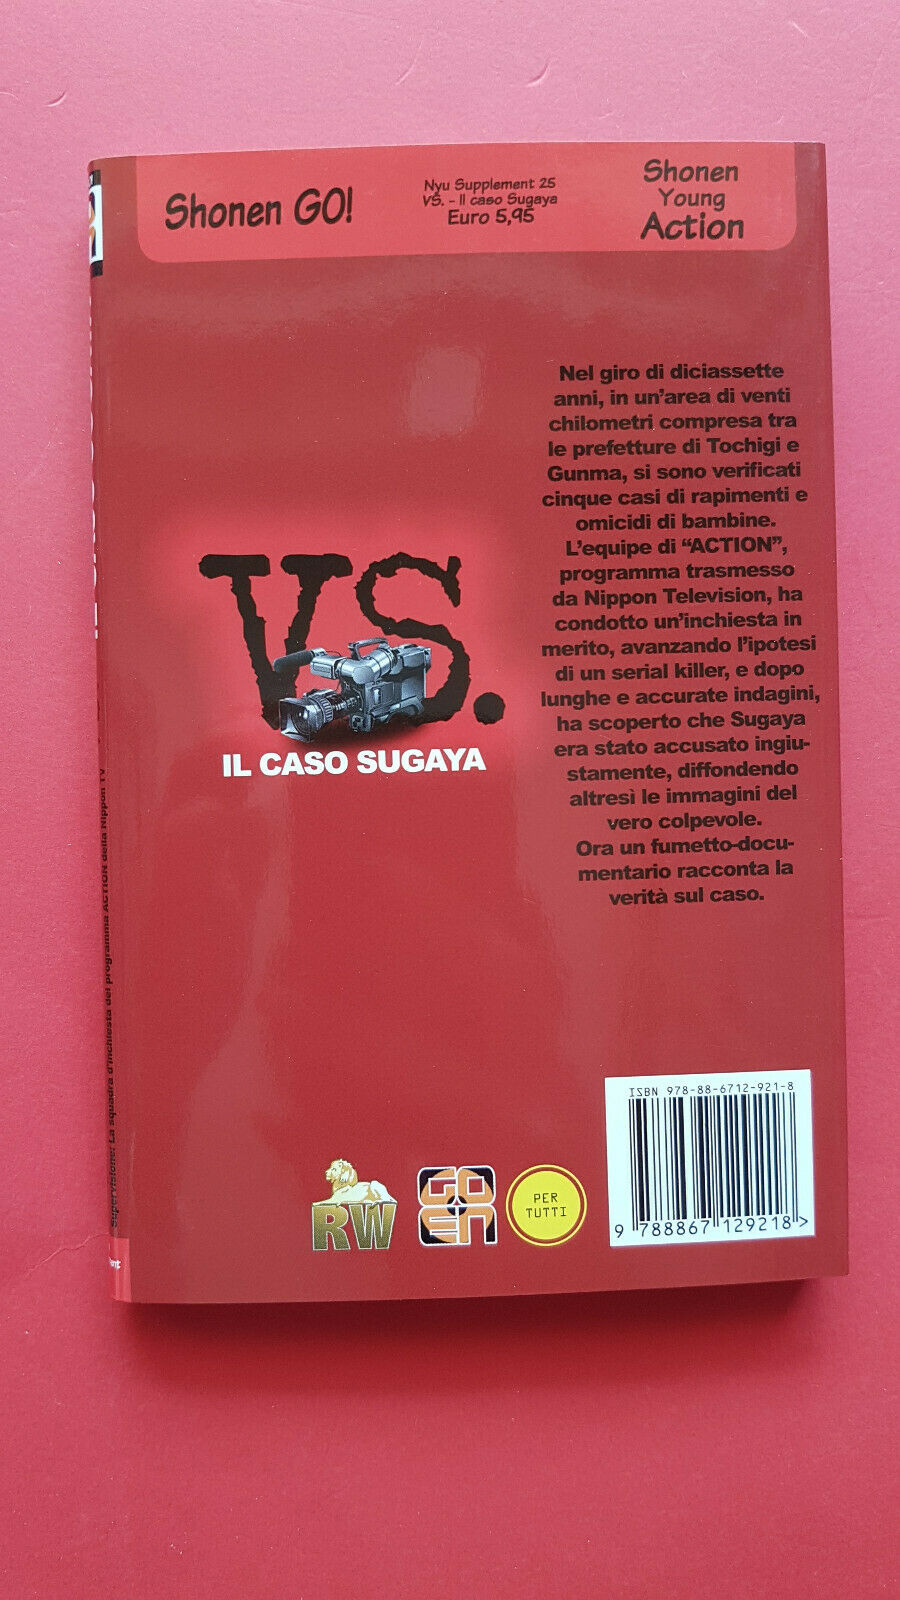 Shonen GO!
Nyu Supplement 25
VS. - Il caso Sugaya
Euro 5,95
Shonen
Young
Action
Nel giro di diciassette
anni, in un'area di venti
chilometri compresa tra
le prefetture di Tochigi e
Gunma, si sono verificati
cinque casi di rapimenti e
omicidi di bambine.
L'equipe di "ACTION",
programma trasmesso
da Nippon Television, ha
condotto un'inchiesta in
merito, avanzando l'ipotesi
di un serial killer, e dopo
lunghe e accurate indagini,
ha scoperto che Sugaya
era stato accusato ingiu-
stamente, diffondendo
altresì le immagini del
vero colpevole.
Ora un fumetto-docu-
mentario racconta la
verità sul caso.
VS.
IL CASO SUGAYA
Supervisione: La squadra d'inchiesta del programma ACTION della Nippon TV
RW
GO
EN
PER
TUTTI
ISBN 978-88-6712-921-8
9 788867 129218 >